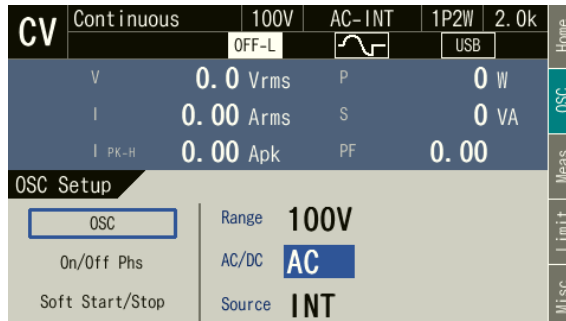 CV Continuous 100V AC-INT 1P2W 2.0k
OFF-L USB
V 0.0 Vrms P 0 W
I 0.00 Arms S 0 VA
I PK-H 0.00 Apk PF 0.00
OSC Setup
OSC Range 100V
On/Off Phs AC/DC AC
Soft Start/Stop Source INT
Home
OSC
Meas
Limit
Misc